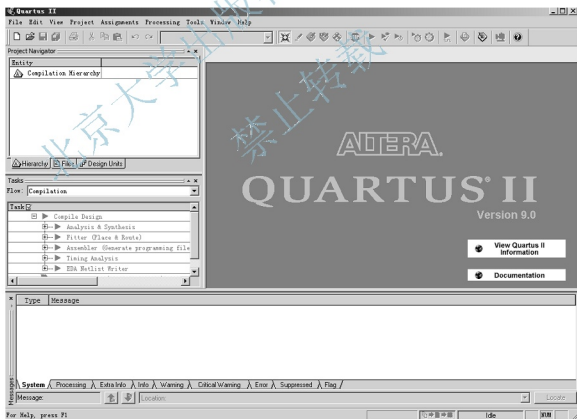 Quartus II
File Edit View Project Assignments Processing Tools Window Help
Project Navigator
Entity
Compilation Hierarchy
Hierarchy Files Design Units
Tasks
Flow: Compilation
Task
Compile Design
Analysis & Synthesis
Fitter (Place & Route)
Assembler (Generate programming file
Timing Analysis
EDA Netlist Writer
ALTERA.
QUARTUS II
Version 9.0
View Quartus II
Information
Documentation
Type Message
System Processing Extra Info Info Warning Critical Warning Error Suppressed Flag
Messages
Message: Location: Locate
For Help, press F1 Idle NUM
北京大学出版
禁止转载